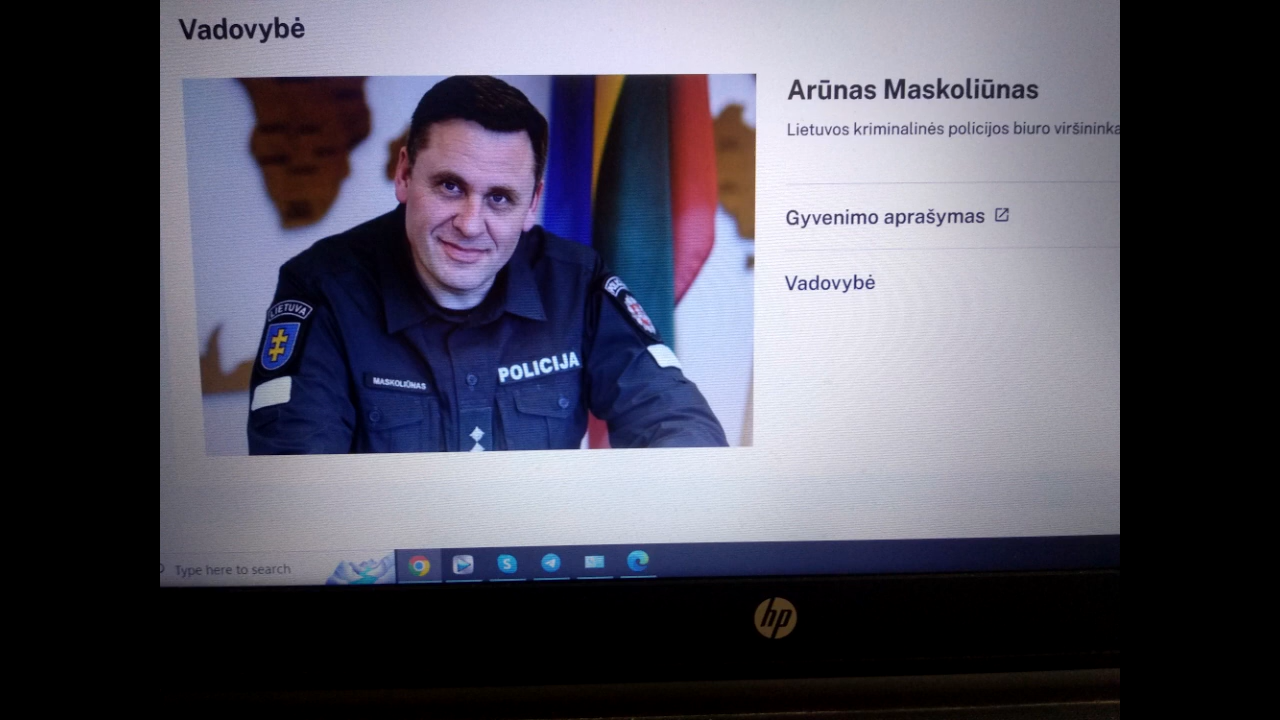 Vadovybė
Arūnas Maskoliūnas
Lietuvos kriminalinės policijos biuro viršininka
Gyvenimo aprašymas
Vadovybė
LIETUVA
MASKOLIŪNAS
POLICIJA
Type here to search
hp